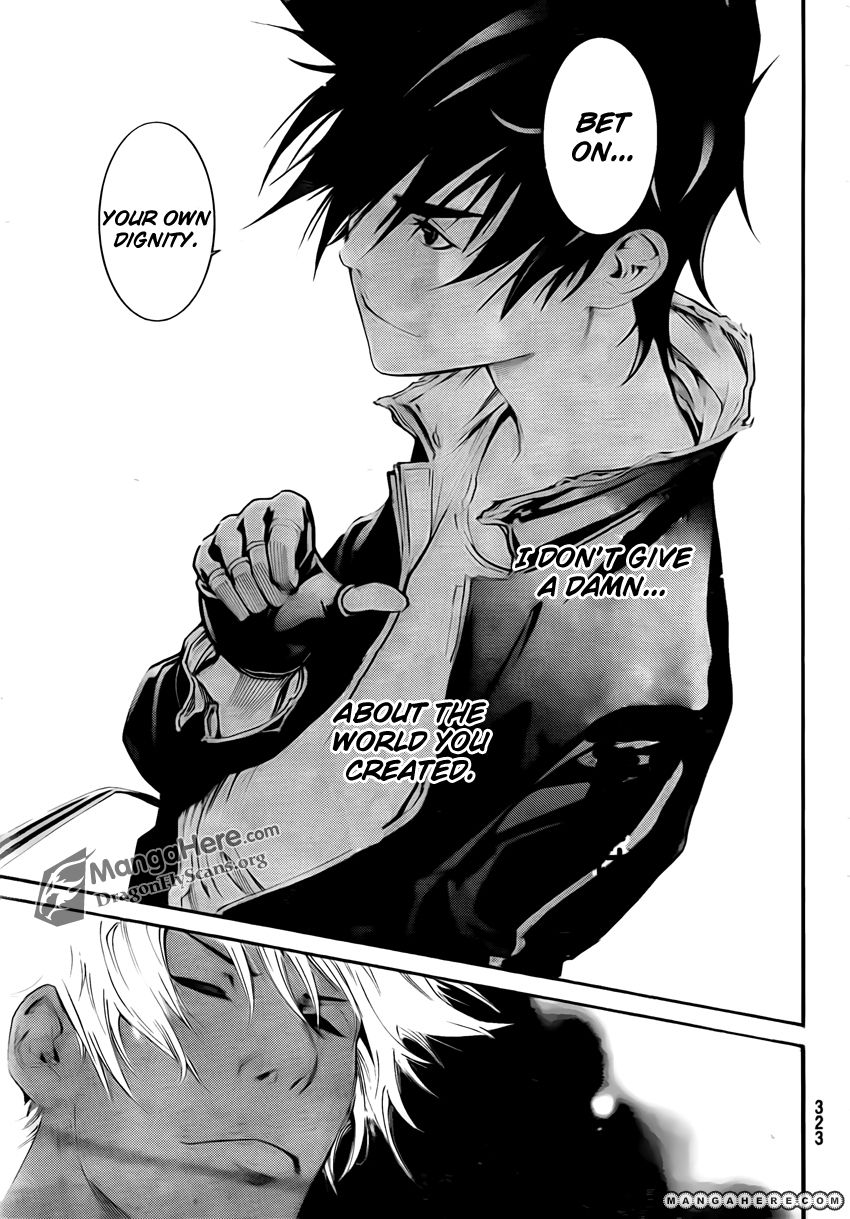 BET
ON...
YOUR OWN
DIGNITY.
I DON'T GIVE
A DAMN...
ABOUT THE
WORLD YOU
CREATED.
MangaHere.com
DragonFlyScans.org
323
MANGAHERE.COM